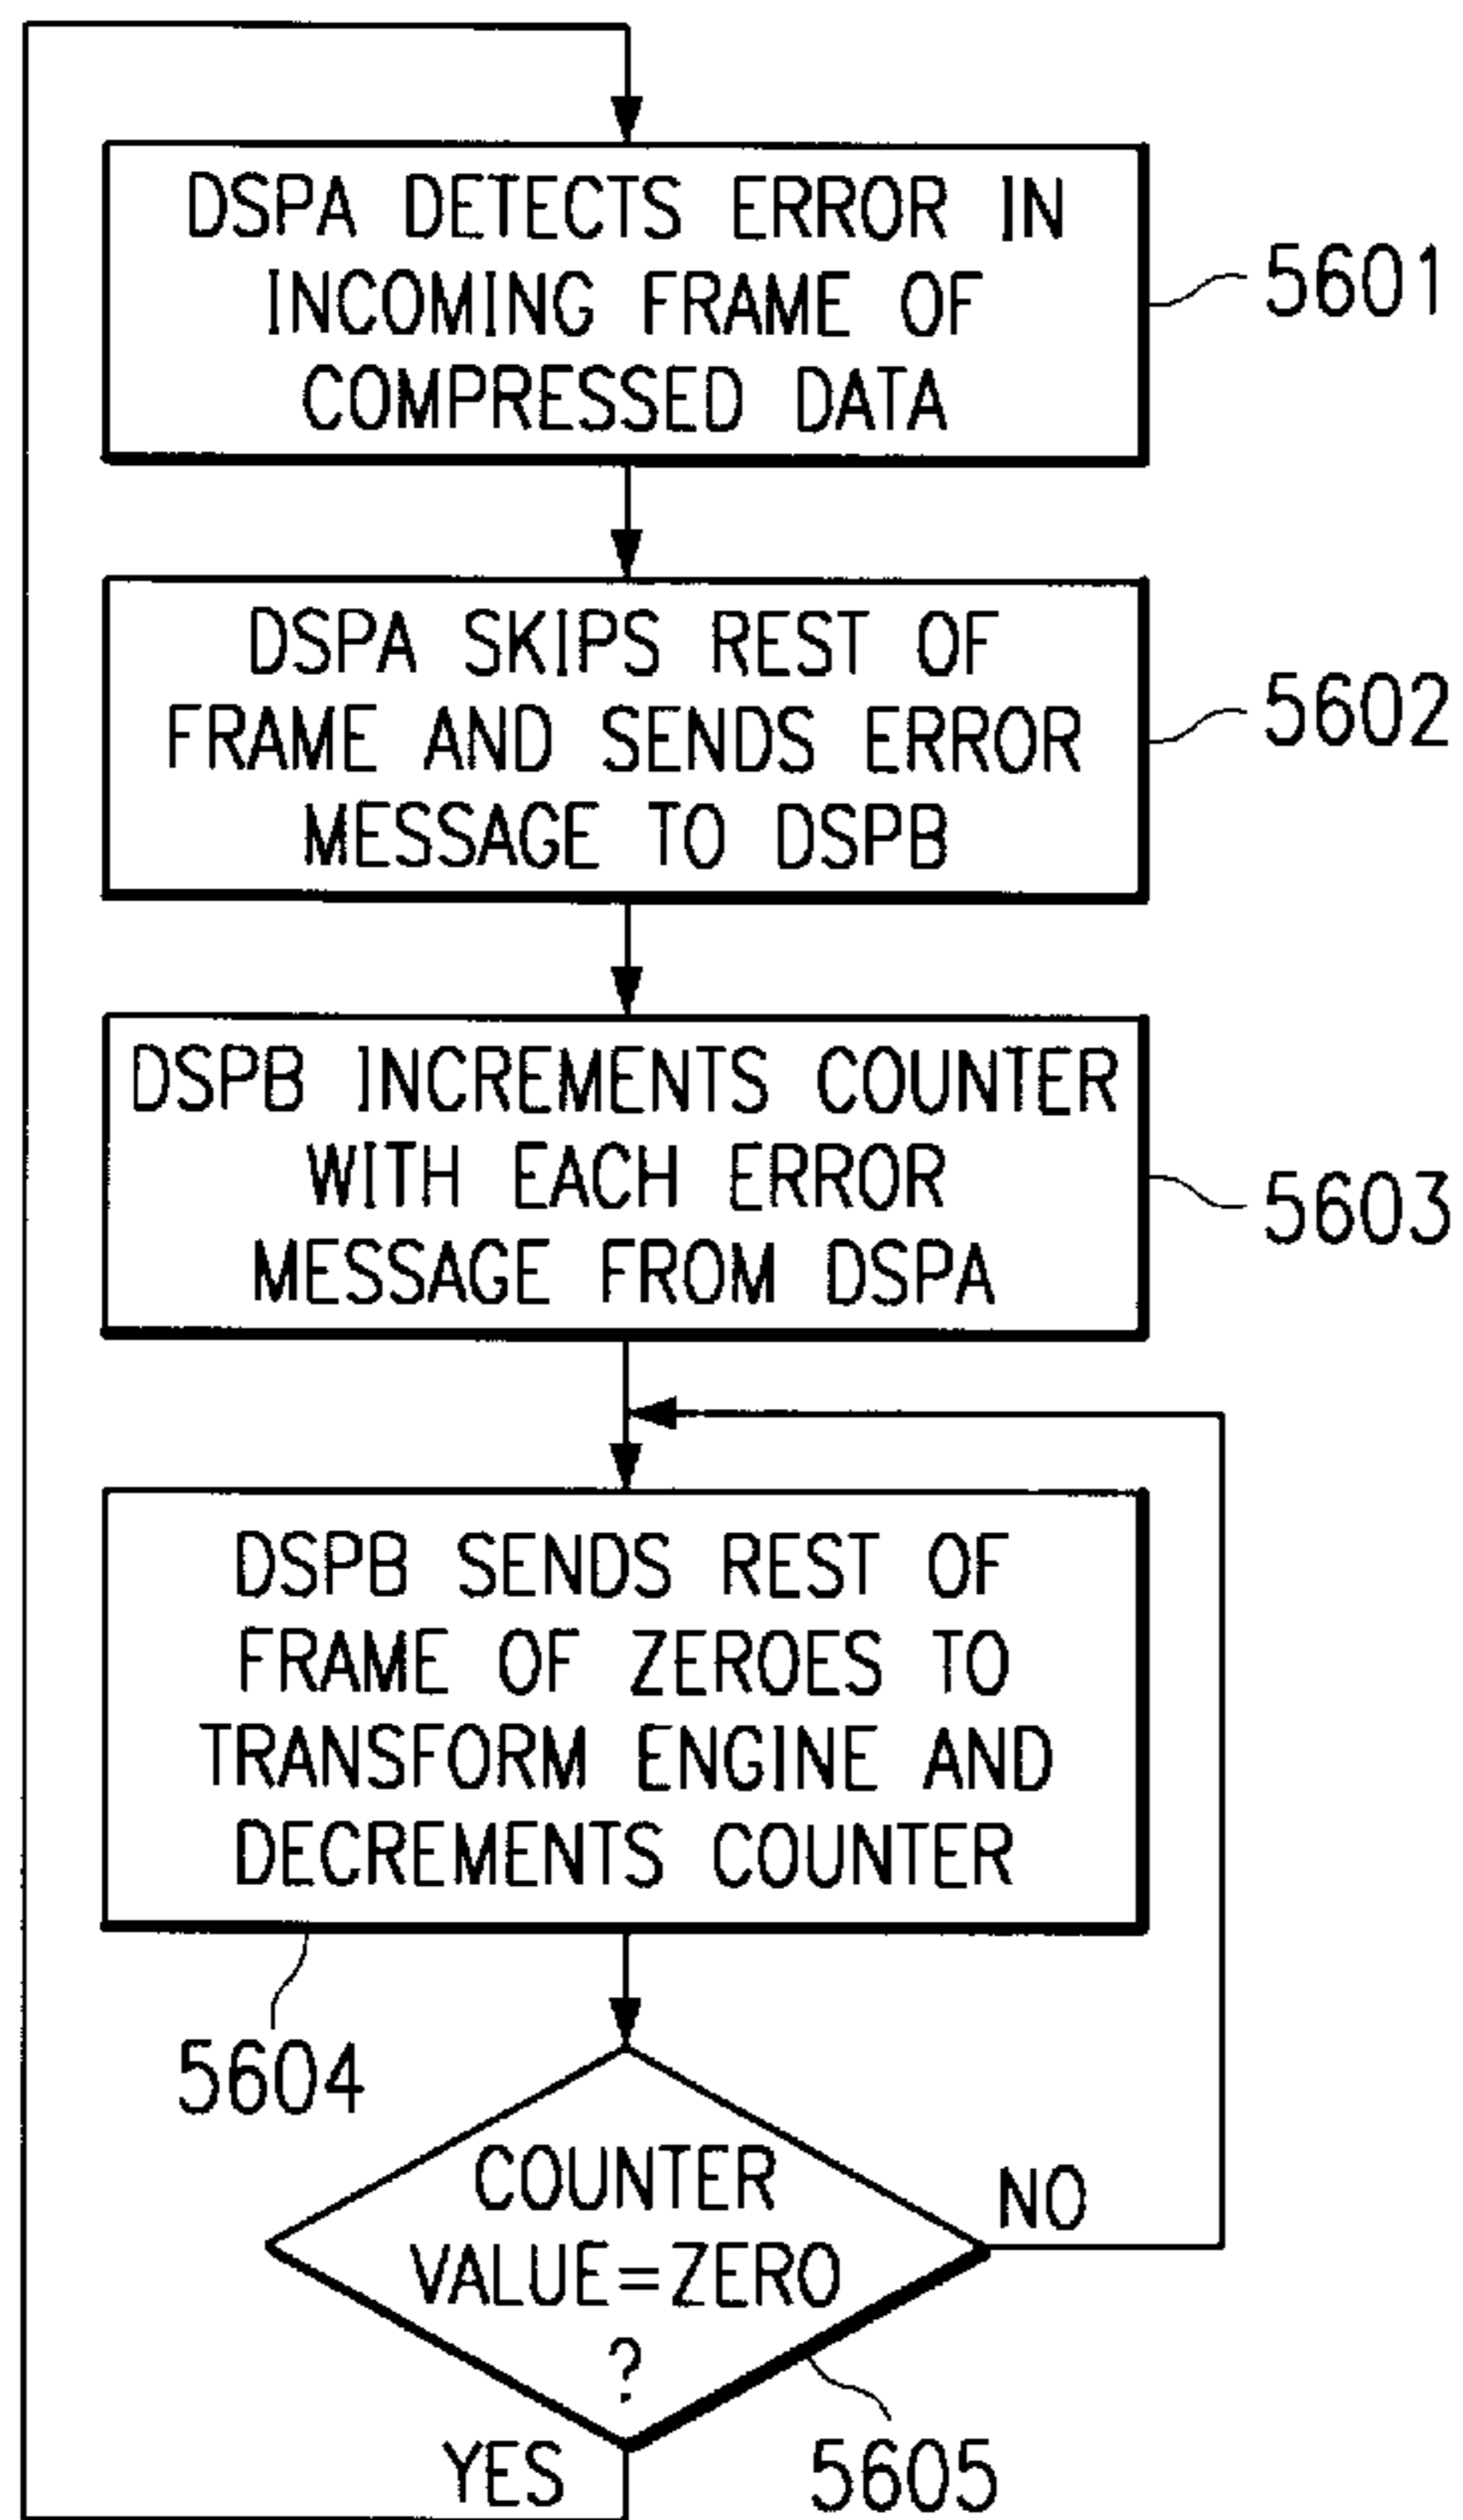 DSPA DETECTS ERROR IN
INCOMING FRAME OF
COMPRESSED DATA
5601
DSPA SKIPS REST OF
FRAME AND SENDS ERROR
MESSAGE TO DSPB
5602
DSPB INCREMENTS COUNTER
WITH EACH ERROR
MESSAGE FROM DSPA
5603
DSPB SENDS REST OF
FRAME OF ZEROES TO
TRANSFORM ENGINE AND
DECREMENTS COUNTER
5604
COUNTER
VALUE=ZERO
?
NO
YES
5605